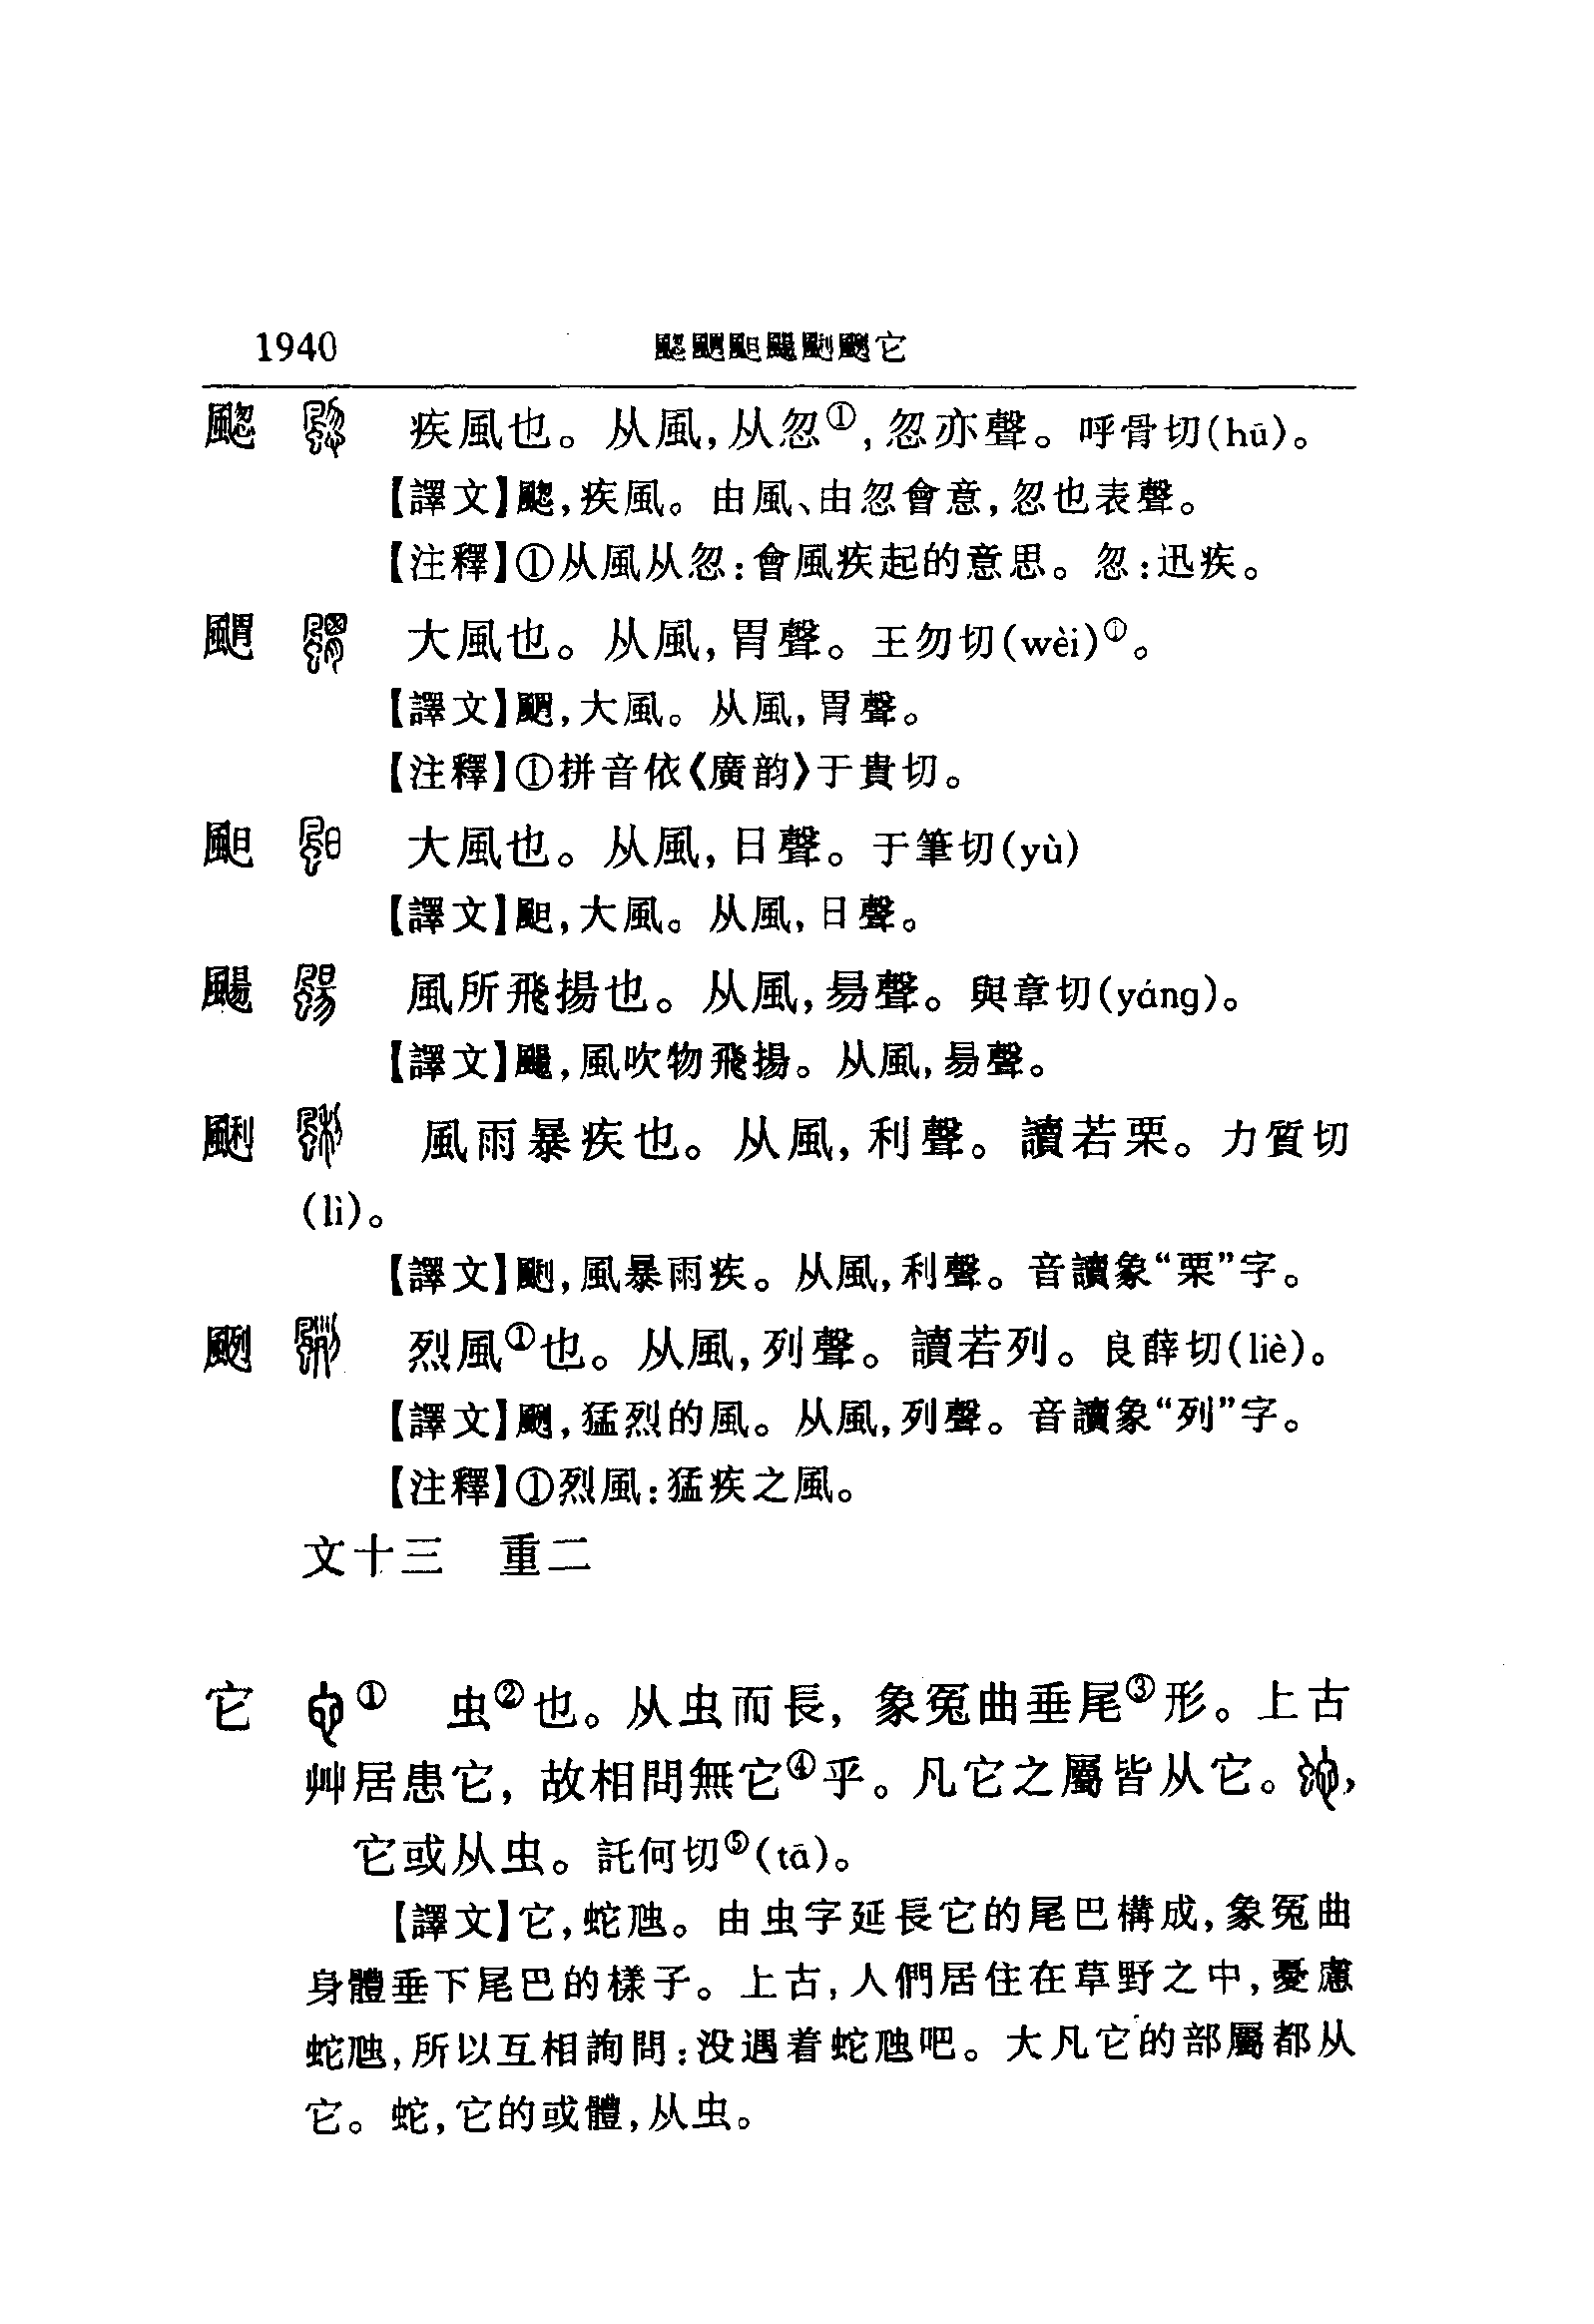 1940 颮䬍䫻颺颲颲它
颮 疾風也。从風,从忽①,忽亦聲。呼骨切(hū)。
【譯文】,疾風。由風、由忽會意,忽也表聲。
【注釋】①从風从忽:會風疾起的意思。忽:迅疾。
䬍 大風也。从風,胃聲。王勿切(wèi)①。
【譯文】䬍,大風。从風,胃聲。
【注釋】①拼音依《廣韵》于貴切。
䫻 大風也。从風,日聲。于筆切(yù)
【譯文】䫻,大風。从風,日聲。
颺 風所飛揚也。从風,昜聲。與章切(yáng)。
【譯文】颺,風吹物飛揚。从風,昜聲。
䬆 風雨暴疾也。从風,利聲。讀若栗。力質切
(lì)。
【譯文】䬆,風暴雨疾。从風,利聲。音讀象“栗”字。
颲 烈風①也。从風,列聲。讀若列。良薛切(liè)。
【譯文】颲,猛烈的風。从風,列聲。音讀象“列”字。
【注釋】①烈風:猛疾之風。
文十三 重二
它 ① 虫②也。从虫而長,象冤曲垂尾③形。上古
艸居患它,故相問無它④乎。凡它之屬皆从它。蛇,
它或从虫。託何切⑤(tā)。
【譯文】它,蛇虺。由虫字延長它的尾巴構成,象冤曲
身體垂下尾巴的樣子。上古,人們居住在草野之中,憂慮
蛇虺,所以互相詢問:没遇着蛇虺吧。大凡它的部屬都从
它。蛇,它的或體,从虫。